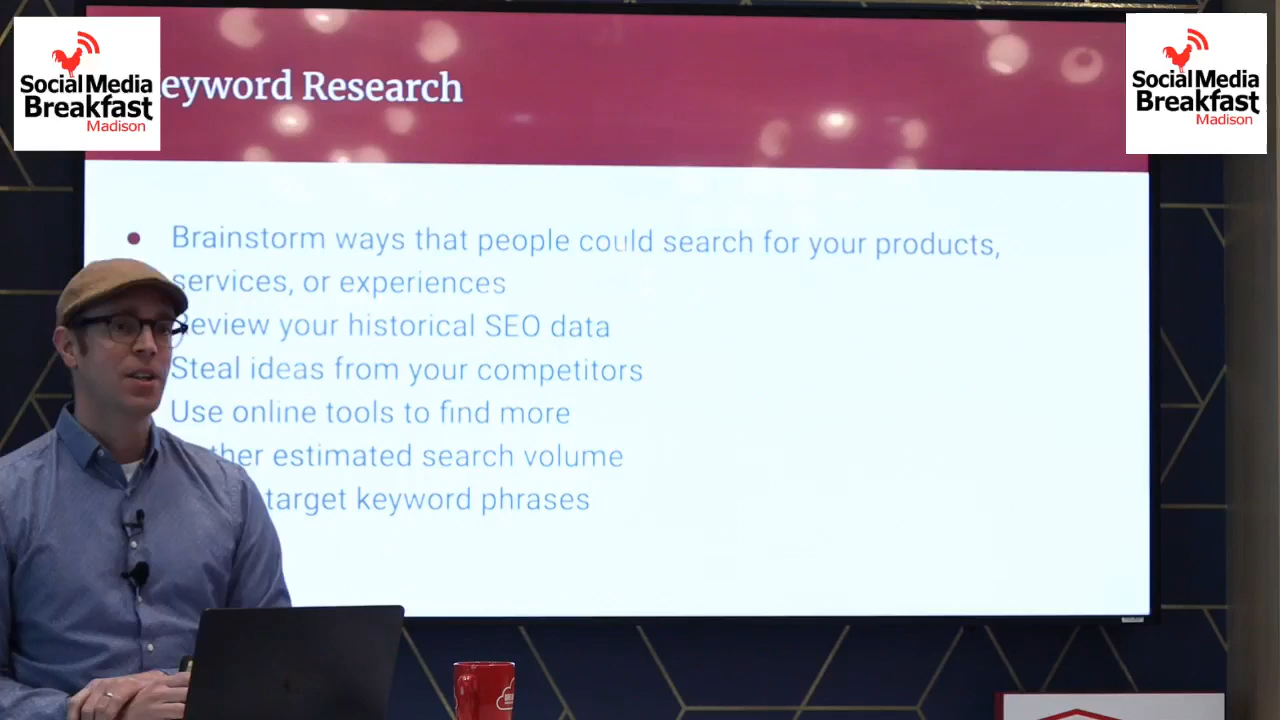 Social Media
Breakfast
Madison
eyword Research
Social Media
Breakfast
Madison
Brainstorm ways that people could search for your products,
services, or experiences
eview your historical SEO data
Steal ideas from your competitors
Use online tools to find more
ther estimated search volume
target keyword phrases